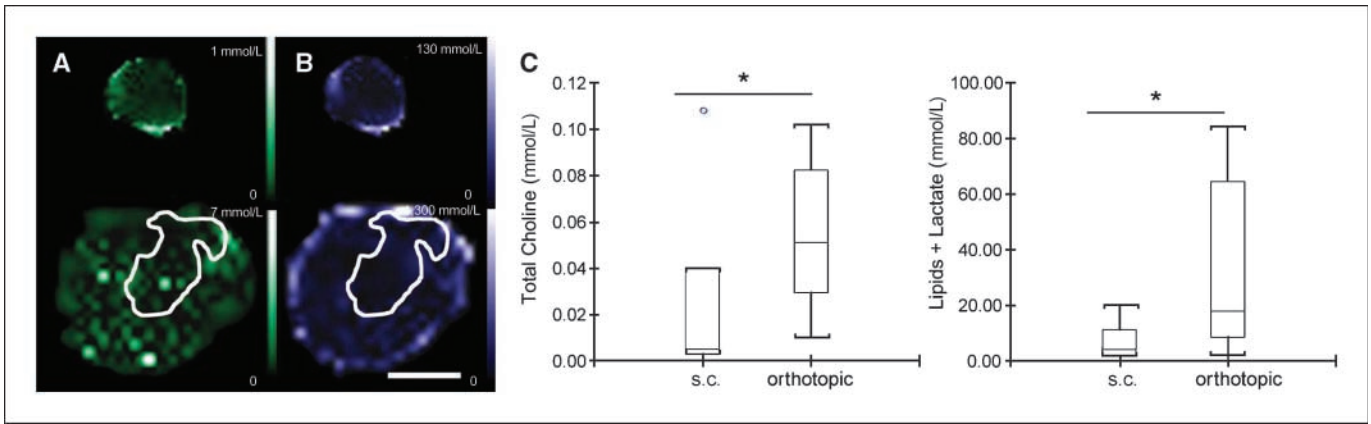 A
1 mmol/L
0
7 mmol/L
0
B
130 mmol/L
0
300 mmol/L
0
C
Total Choline (mmol/L)
0.12
0.10
0.08
0.06
0.04
0.02
0.00
*
s.c.
orthotopic
Lipids + Lactate (mmol/L)
100.00
80.00
60.00
40.00
20.00
0.00
*
s.c.
orthotopic